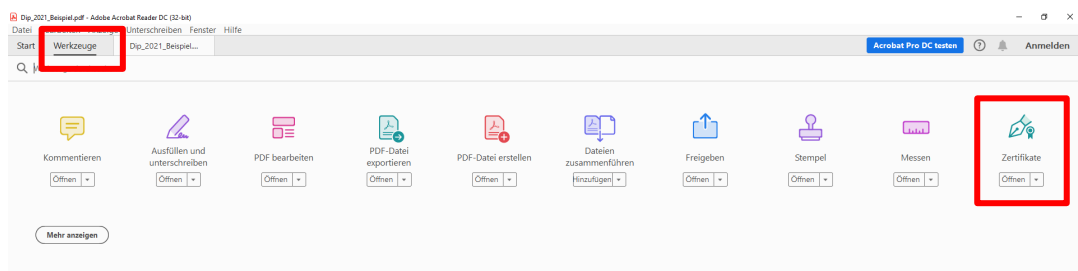 Dip_2021_Beispiel.pdf - Adobe Acrobat Reader DC (32-bit)
Datei Unterschreiben Fenster Hilfe
Start Werkzeuge Dip_2021_Beispiel.... Acrobat Pro DC testen ? Anmelden
Kommentieren
Ausfüllen und
unterschreiben
PDF bearbeiten
PDF-Datei
exportieren
PDF-Datei erstellen
Dateien
zusammenführen
Freigeben
Stempel
Messen
Zertifikate
Öffnen Öffnen Öffnen Öffnen Öffnen Hinzufügen Öffnen Öffnen Öffnen Öffnen
Mehr anzeigen